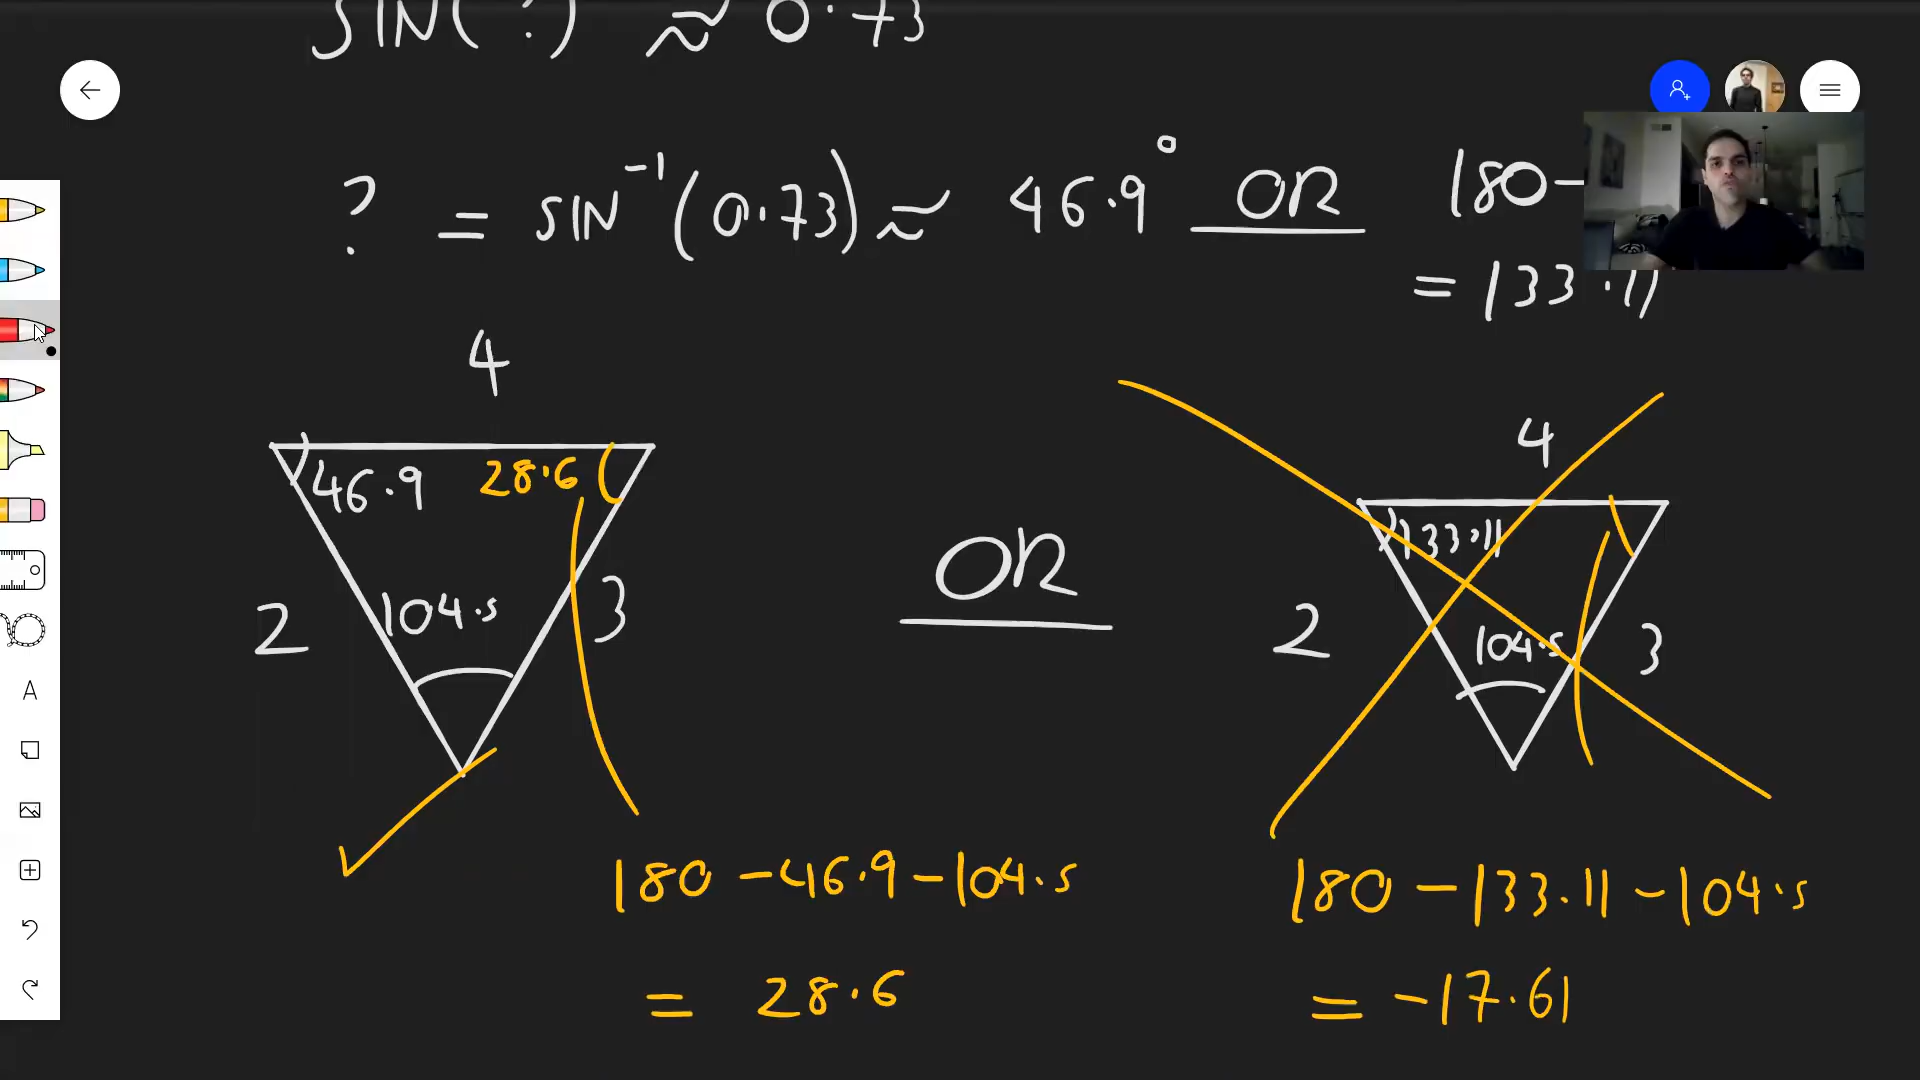 SIN(?) ≈ 0.73
? = SIN⁻¹(0.73) ≈ 46.9° OR 180-
= 133.11
4
46.9 28.6
104.5
2
3
OR
4
133.11
104.5
2
3
180 - 46.9 - 104.5
= 28.6
180 - 133.11 - 104.5
= -17.61
A